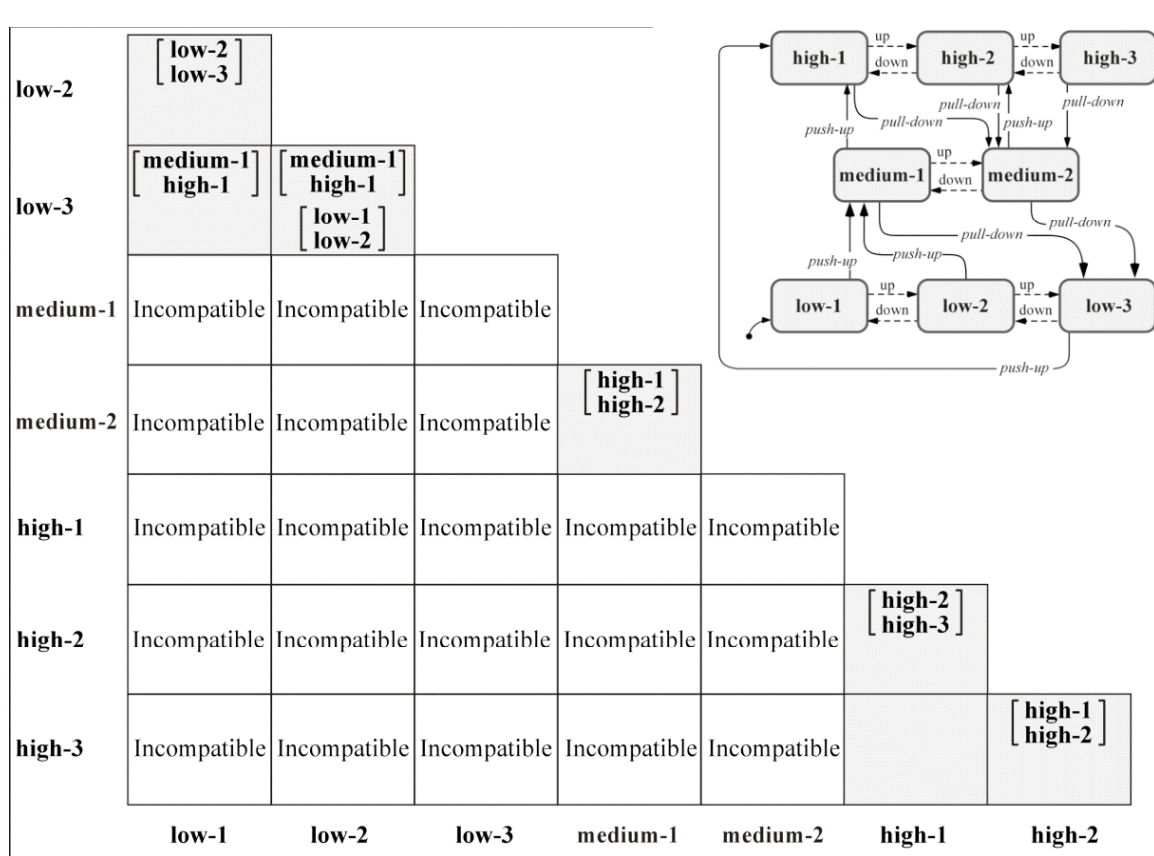 low-2
[low-2
low-3]
low-3
[medium-1
high-1]
[medium-1
high-1]
[low-1
low-2]
medium-1
Incompatible Incompatible Incompatible
medium-2
Incompatible Incompatible Incompatible
[high-1
high-2]
high-1
Incompatible Incompatible Incompatible Incompatible Incompatible
high-2
Incompatible Incompatible Incompatible Incompatible Incompatible
[high-2
high-3]
high-3
Incompatible Incompatible Incompatible Incompatible Incompatible
[high-1
high-2]
low-1 low-2 low-3 medium-1 medium-2 high-1 high-2
up up
high-1 high-2 high-3
down down
pull-down pull-down
push-up pull-down push-up
up
medium-1 medium-2
down
pull-down
pull-down
push-up push-up
up up
low-1 low-2 low-3
down down
push-up